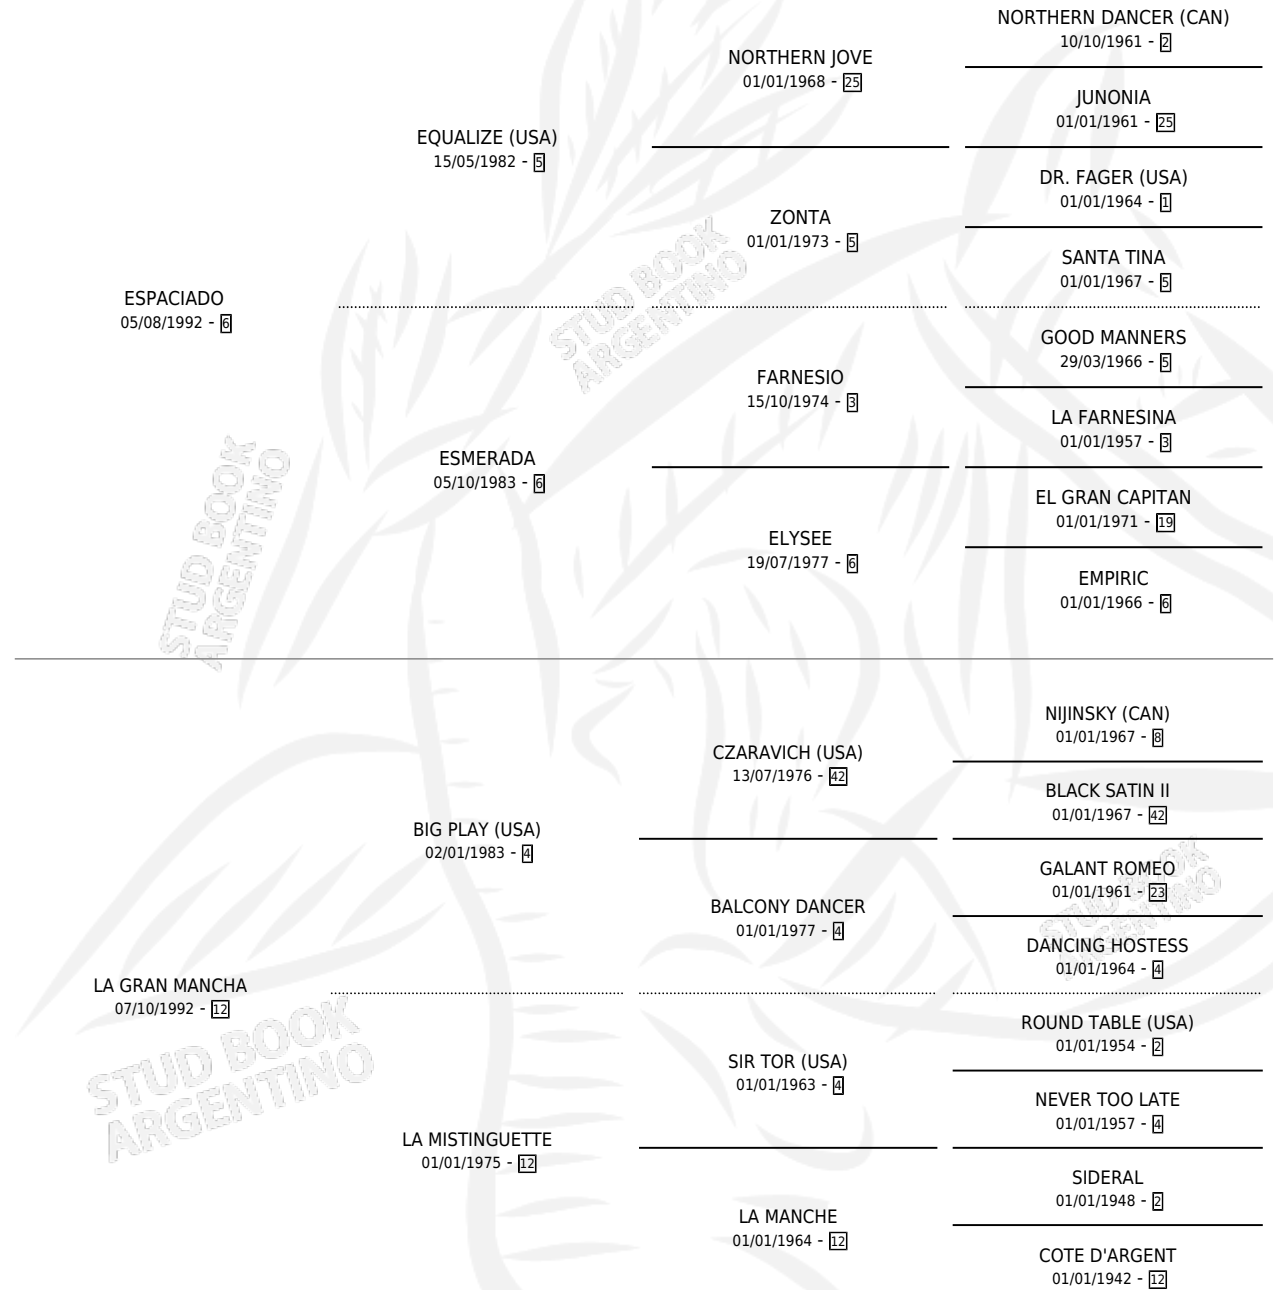 NORTHERN DANCER (CAN)
10/10/1961 - 2
NORTHERN JOVE
01/01/1968 - 25
JUNONIA
01/01/1961 - 25
EQUALIZE (USA)
15/05/1982 - 5
DR. FAGER (USA)
01/01/1964 - 1
ZONTA
01/01/1973 - 5
SANTA TINA
01/01/1967 - 5
ESPACIADO
05/08/1992 - 6
GOOD MANNERS
29/03/1966 - 5
FARNESIO
15/10/1974 - 3
LA FARNESINA
01/01/1957 - 3
ESMERADA
05/10/1983 - 6
EL GRAN CAPITAN
01/01/1971 - 19
ELYSEE
19/07/1977 - 6
EMPIRIC
01/01/1966 - 6
NIJINSKY (CAN)
01/01/1967 - 8
CZARAVICH (USA)
13/07/1976 - 42
BLACK SATIN II
01/01/1967 - 42
BIG PLAY (USA)
02/01/1983 - 4
GALANT ROMEO
01/01/1961 - 23
BALCONY DANCER
01/01/1977 - 4
DANCING HOSTESS
01/01/1964 - 4
LA GRAN MANCHA
07/10/1992 - 12
ROUND TABLE (USA)
01/01/1954 - 2
SIR TOR (USA)
01/01/1963 - 4
NEVER TOO LATE
01/01/1957 - 4
LA MISTINGUETTE
01/01/1975 - 12
SIDERAL
01/01/1948 - 2
LA MANCHE
01/01/1964 - 12
COTE D'ARGENT
01/01/1942 - 12
STUD BOOK
ARGENTINO
STUD BOOK
ARGENTINO
STUD BOOK
ARGENTINO
STUD BOOK
ARGENTINO